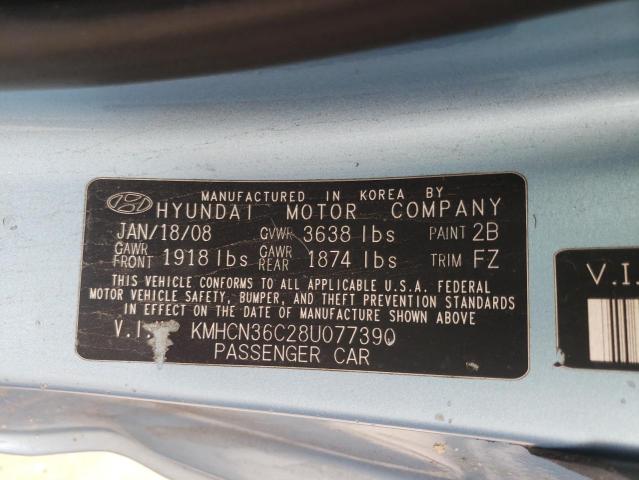 MANUFACTURED IN KOREA BY
HYUNDAI MOTOR COMPANY
JAN/18/08 GVWR 3638 lbs PAINT 2B
GAWR FRONT 1918 lbs GAWR REAR 1874 lbs TRIM FZ
THIS VEHICLE CONFORMS TO ALL APPLICABLE U.S.A. FEDERAL
MOTOR VEHICLE SAFETY, BUMPER, AND THEFT PREVENTION STANDARDS
IN EFFECT ON THE DATE OF MANUFACTURE SHOWN ABOVE.
V.I. KMHCN36C28U077390
PASSENGER CAR
V.I.